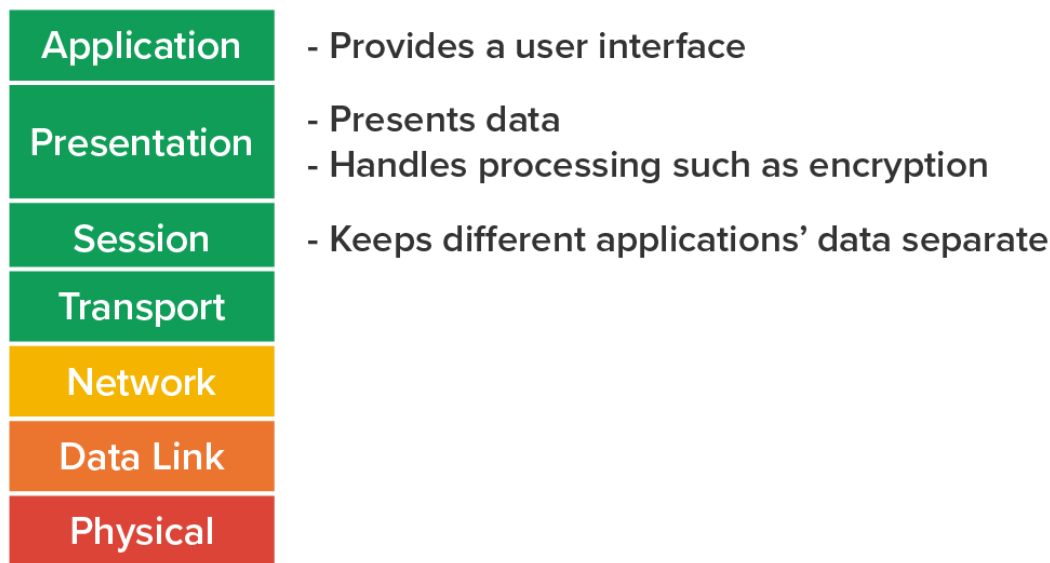 Application
- Provides a user interface
Presentation
- Presents data
- Handles processing such as encryption
Session
- Keeps different applications’ data separate
Transport
Network
Data Link
Physical